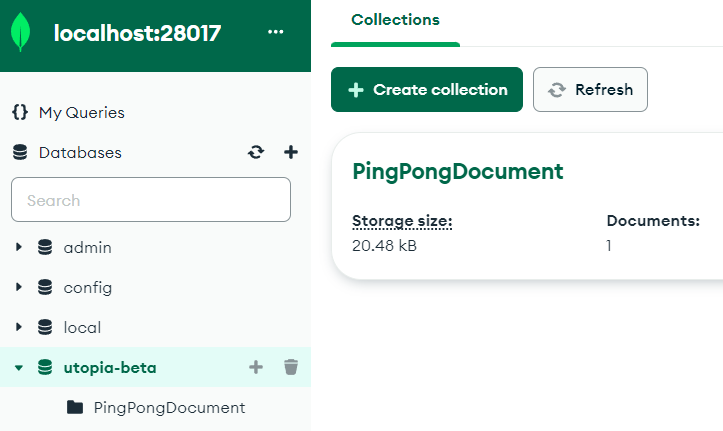 localhost:28017
My Queries
Databases
Search
admin
config
local
utopia-beta
PingPongDocument
Collections
Create collection
Refresh
PingPongDocument
Storage size:
20.48 kB
Documents:
1